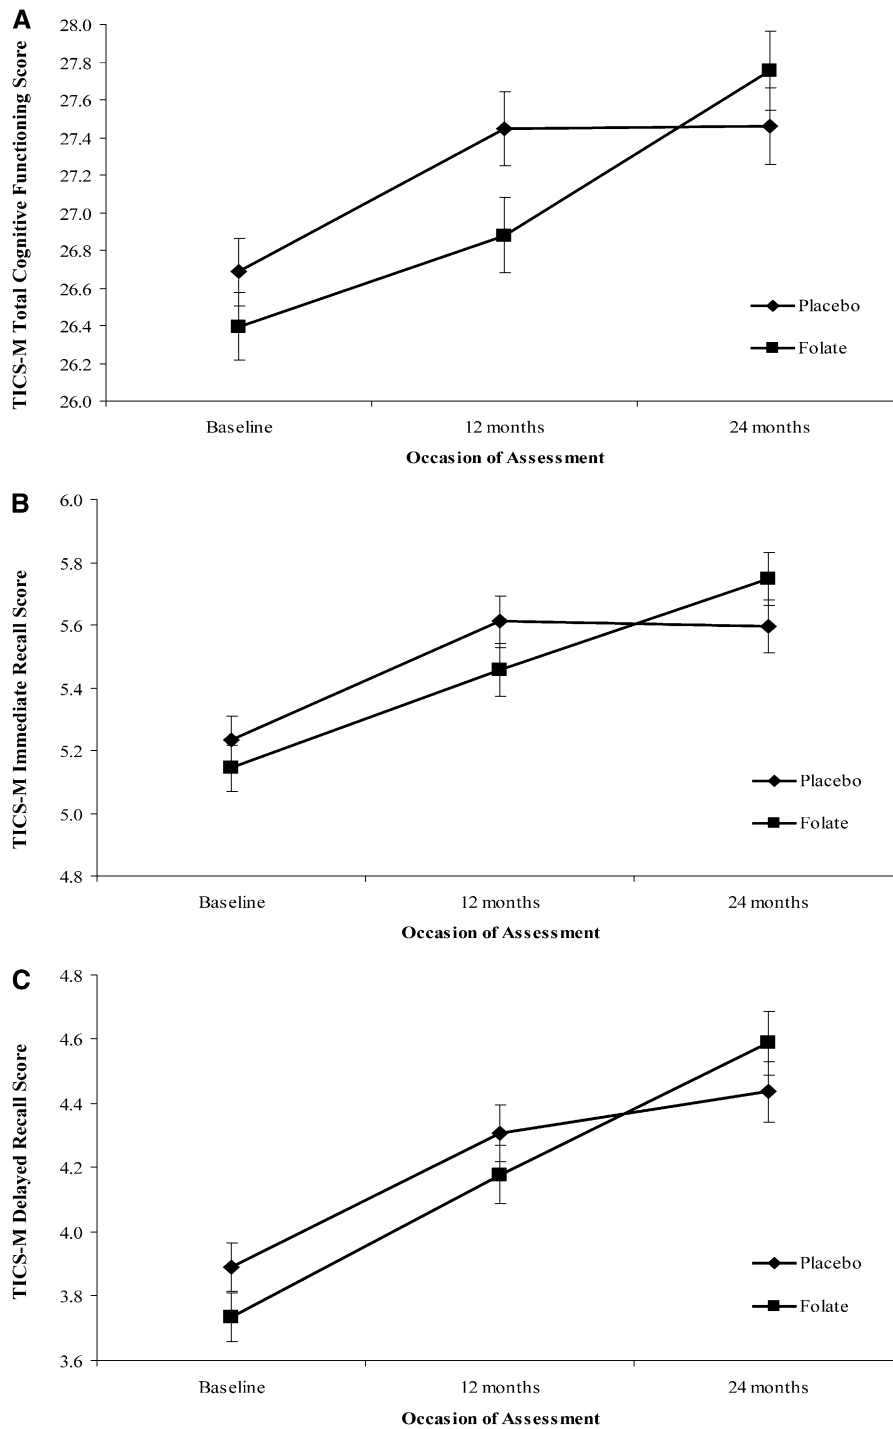 A
TICS-M Total Cognitive Functioning Score
28.0
27.8
27.6
27.4
27.2
27.0
26.8
26.6
26.4
26.2
26.0
Placebo
Folate
Baseline
12 months
24 months
Occasion of Assessment
B
TICS-M Immediate Recall Score
6.0
5.8
5.6
5.4
5.2
5.0
4.8
Placebo
Folate
Baseline
12 months
24 months
Occasion of Assessment
C
TICS-M Delayed Recall Score
4.8
4.6
4.4
4.2
4.0
3.8
3.6
Placebo
Folate
Baseline
12 months
24 months
Occasion of Assessment